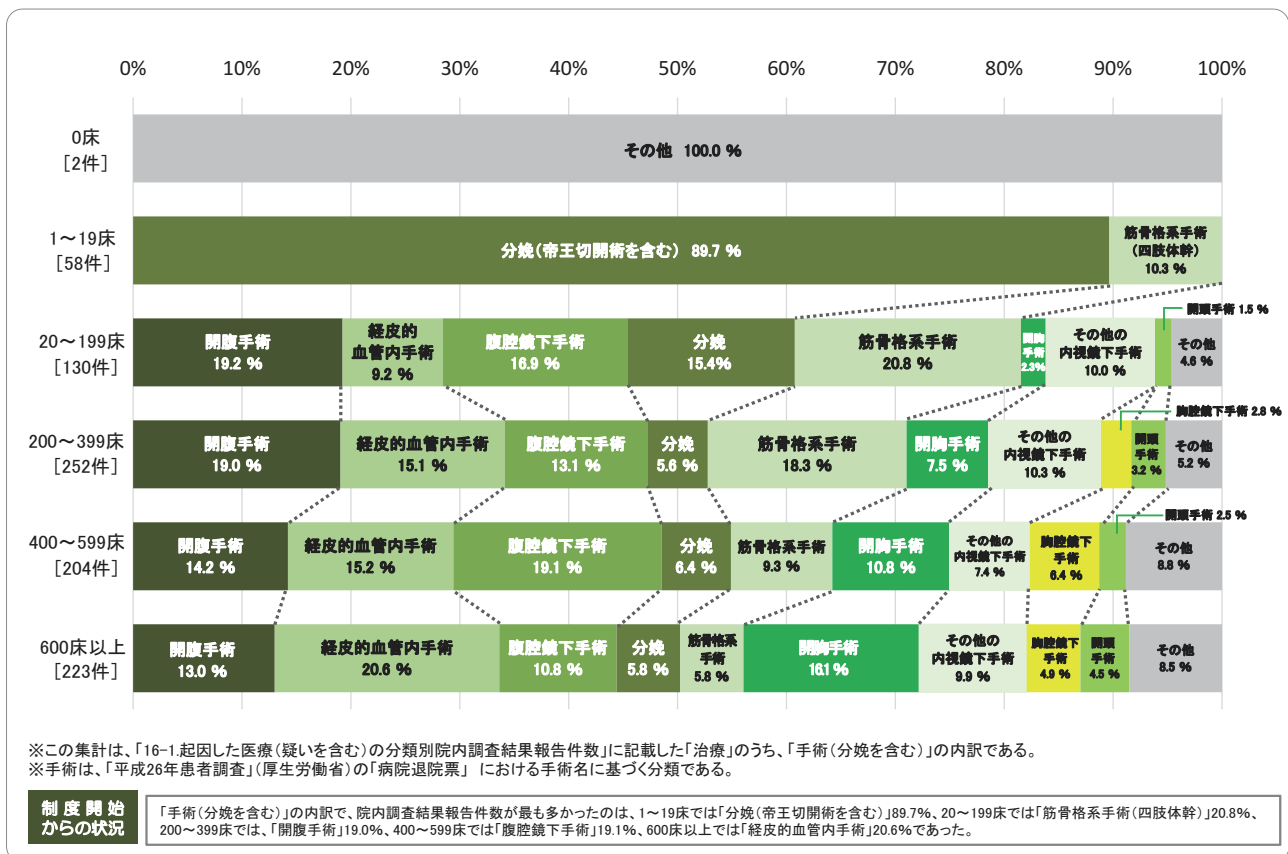 0% 10% 20% 30% 40% 50% 60% 70% 80% 90% 100%
0床
[2件]
その他 100.0 %
1～19床
[58件]
分娩(帝王切開術を含む) 89.7 %
筋骨格系手術
(四肢体幹)
10.3 %
20～199床
[130件]
開腹手術
19.2 %
経皮的
血管内手術
9.2 %
腹腔鏡下手術
16.9 %
分娩
15.4%
筋骨格系手術
20.8 %
開胸
手術
2.3%
その他の
内視鏡下手術
10.0 %
開頭手術 1.5 %
その他
4.6 %
200～399床
[252件]
開腹手術
19.0 %
経皮的血管内手術
15.1 %
腹腔鏡下手術
13.1 %
分娩
5.6 %
筋骨格系手術
18.3 %
開胸手術
7.5 %
その他の
内視鏡下手術
10.3 %
胸腔鏡下手術 2.8 %
開頭
手術
3.2 %
その他
5.2 %
400～599床
[204件]
開腹手術
14.2 %
経皮的血管内手術
15.2 %
腹腔鏡下手術
19.1 %
分娩
6.4 %
筋骨格系手術
9.3 %
開胸手術
10.8 %
その他の
内視鏡下手術
7.4 %
胸腔鏡下
手術
6.4 %
開頭手術 2.5 %
その他
8.8 %
600床以上
[223件]
開腹手術
13.0 %
経皮的血管内手術
20.6 %
腹腔鏡下手術
10.8 %
分娩
5.8 %
筋骨格系
手術
5.8 %
開胸手術
16.1 %
その他の
内視鏡下手術
9.9 %
胸腔鏡下
手術
4.9 %
開頭
手術
4.5 %
その他
8.5 %
※この集計は、「16-1.起因した医療(疑いを含む)の分類別院内調査結果報告件数」に記載した「治療」のうち、「手術(分娩を含む)」の内訳である。
※手術は、「平成26年患者調査」(厚生労働省)の「病院退院票」 における手術名に基づく分類である。
制度開始
からの状況
「手術(分娩を含む)」の内訳で、院内調査結果報告件数が最も多かったのは、1～19床では「分娩(帝王切開術を含む)」89.7%、20～199床では「筋骨格系手術(四肢体幹)」20.8%、
200～399床では、「開腹手術」19.0%、400～599床では「腹腔鏡下手術」19.1%、600床以上では「経皮的血管内手術」20.6%であった。